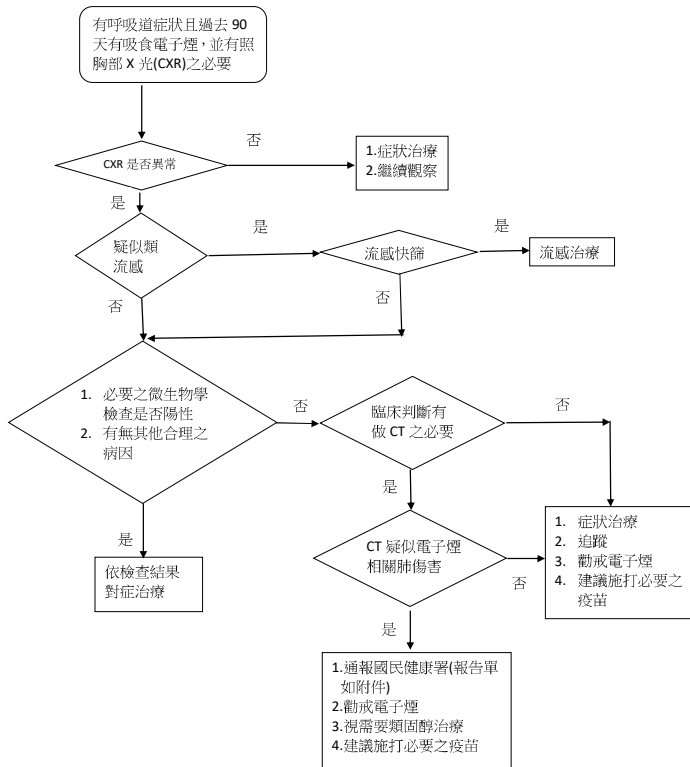 有呼吸道症狀且過去 90
天有吸食電子煙，並有照
胸部 X 光(CXR)之必要
否
CXR 是否異常
1.症狀治療
2.繼續觀察
是
是
是
疑似類
流感
流感快篩
流感治療
否
否
1. 必要之微生物學
檢查是否陽性
2. 有無其他合理之
病因
否
臨床判斷有
做 CT 之必要
否
是
是
CT 疑似電子煙
相關肺傷害
否
1. 症狀治療
2. 追蹤
3. 勸戒電子煙
4. 建議施打必要之
疫苗
依檢查結果
對症治療
是
1.通報國民健康署(報告單
如附件)
2.勸戒電子煙
3.視需要類固醇治療
4.建議施打必要之疫苗